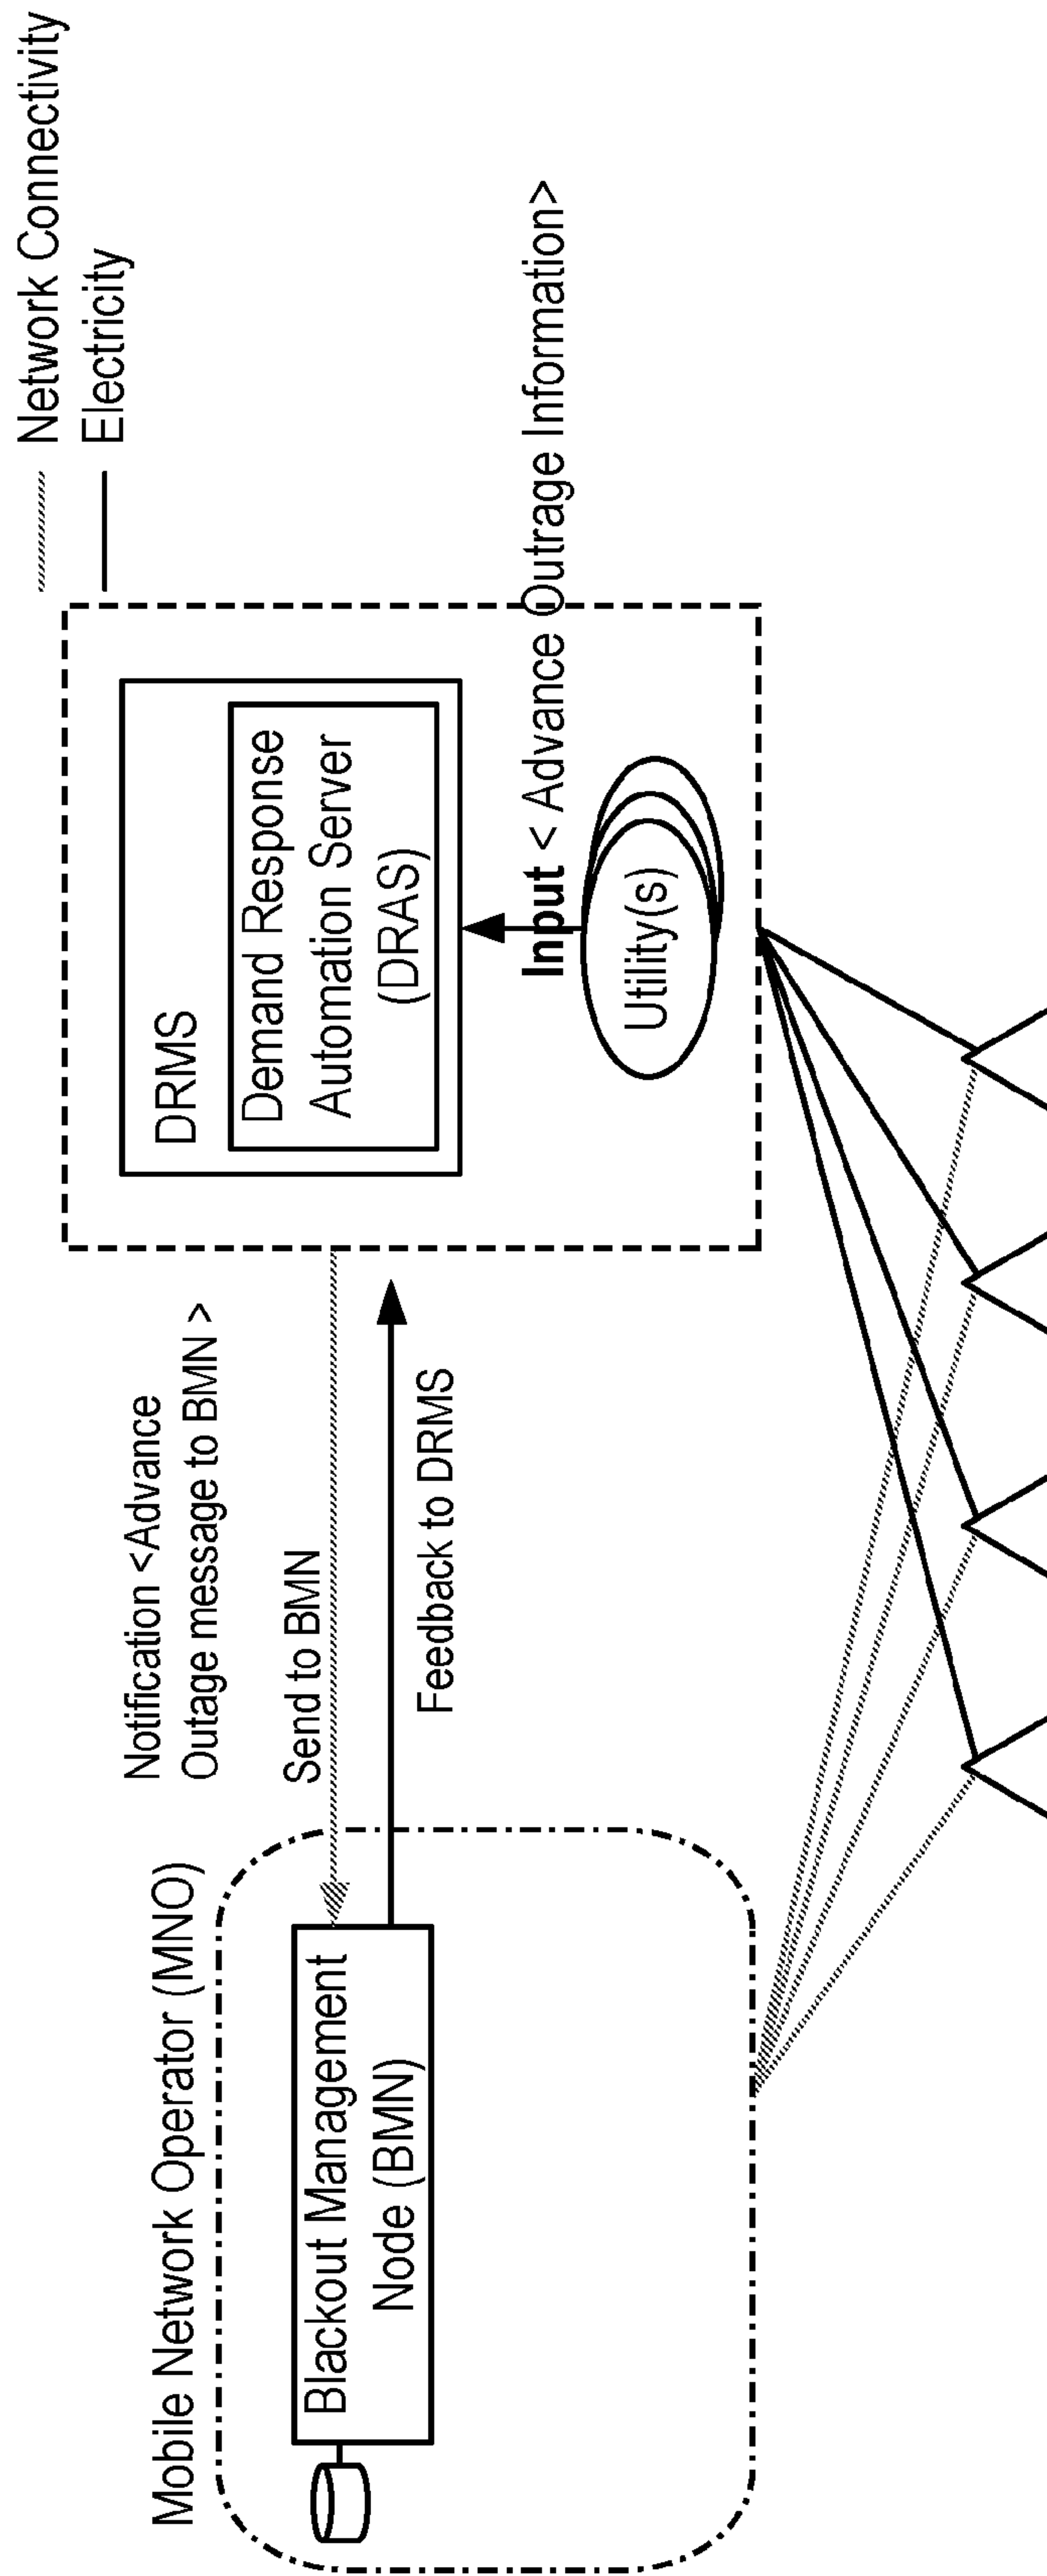 Network Connectivity
Electricity
Mobile Network Operator (MNO)
Blackout Management
Node (BMN)
Notification <Advance
Outage message to BMN >
Send to BMN
Feedback to DRMS
DRMS
Demand Response
Automation Server
(DRAS)
Input < Advance Outrage Information>
Utility(s)